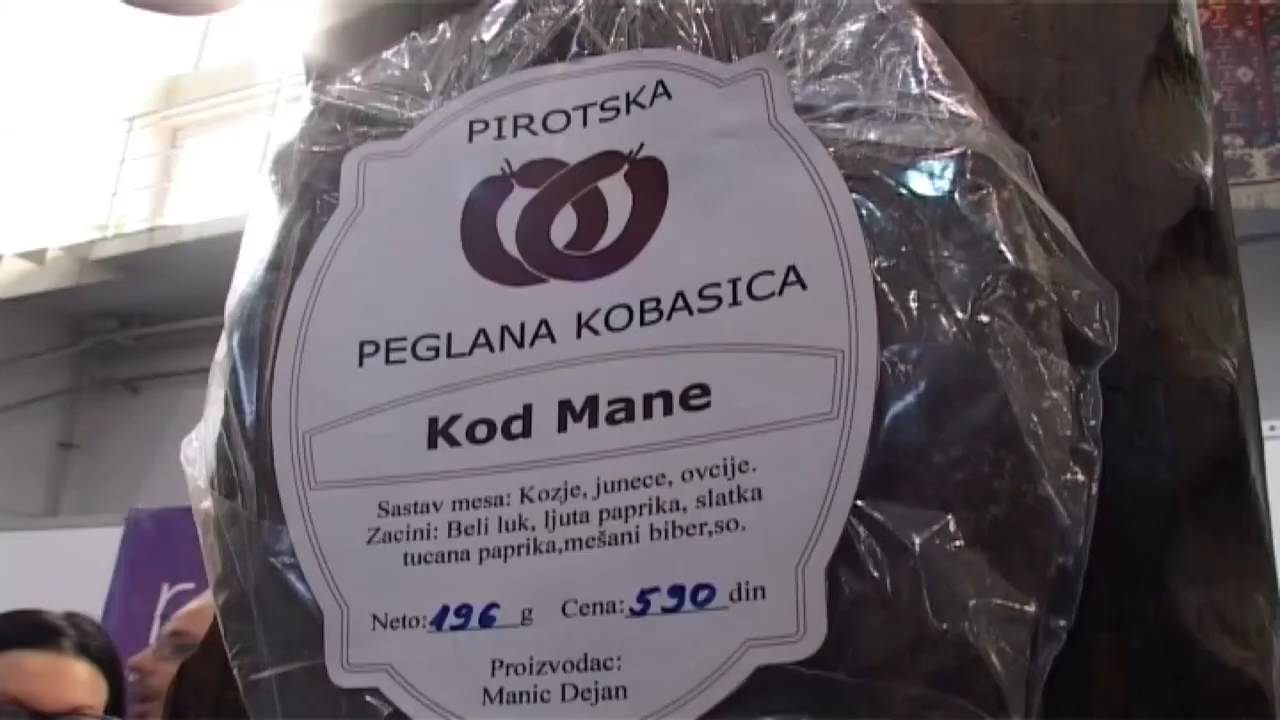 PIROTSKA
PEGLANA KOBASICA
Kod Mane
Sastav mesa: Kozje, junece, ovcije.
Zacini: Beli luk, ljuta paprika, slatka
tucana paprika,mešani biber,so.
Neto: 196 g Cena: 590 din
Proizvodac:
Manic Dejan